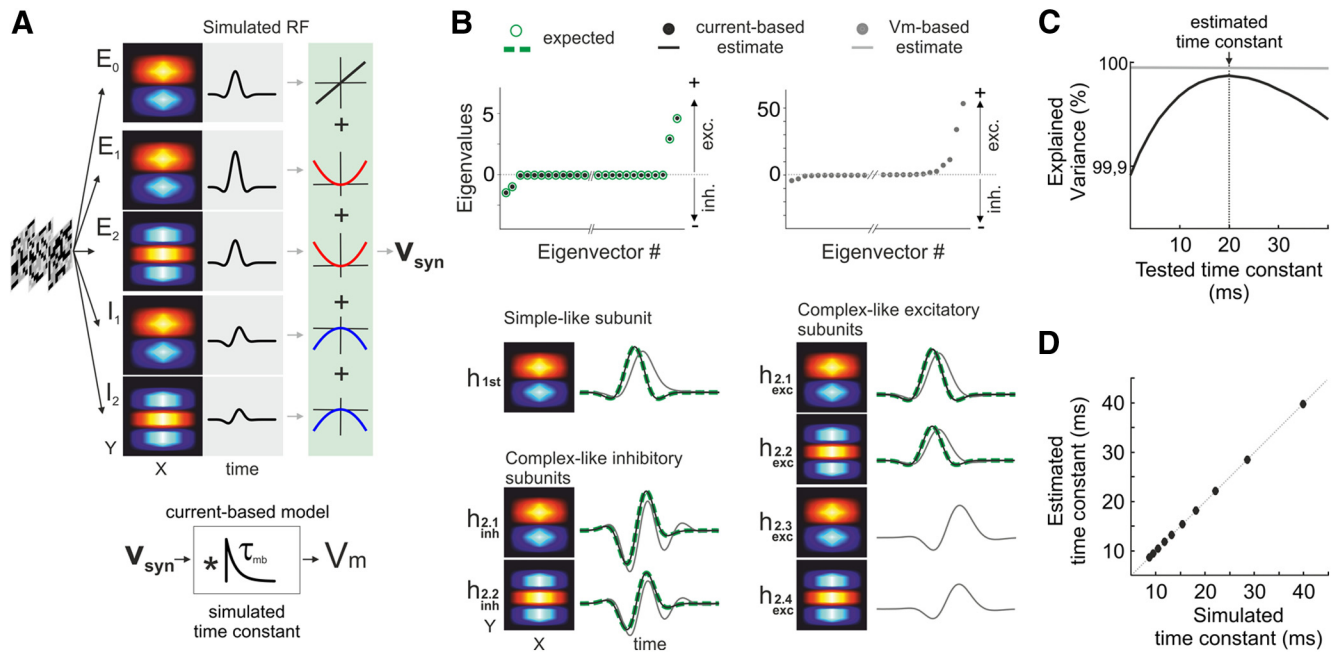 A
Simulated RF
E0
E1
E2
I1
I2
Y
X
time
+
+
+
+
vsyn
current-based model
vsyn
*
τmb
Vm
simulated
time constant
B
expected
current-based
estimate
Vm-based
estimate
Eigenvalues
5
0
+
exc.
inh.
-
Eigenvector #
50
0
+
exc.
inh.
-
Eigenvector #
Simple-like subunit
h1st
Complex-like inhibitory
subunits
h2.1
inh
h2.2
inh
Y
X
time
Complex-like excitatory
subunits
h2.1
exc
h2.2
exc
h2.3
exc
h2.4
exc
C
estimated
time constant
Explained
Variance (%)
100
99,9
10
20
30
Tested time constant
(ms)
D
Estimated
time constant (ms)
40
30
20
10
10
20
30
40
Simulated
time constant (ms)